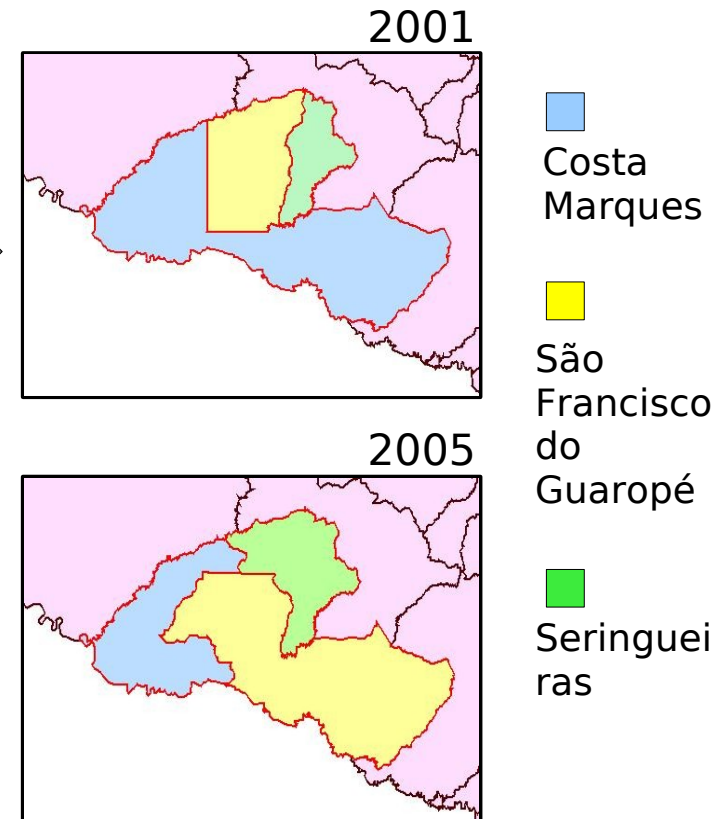 2001
Costa
Marques
São
Francisco
do
Guaropé
2005
Seringuei
ras